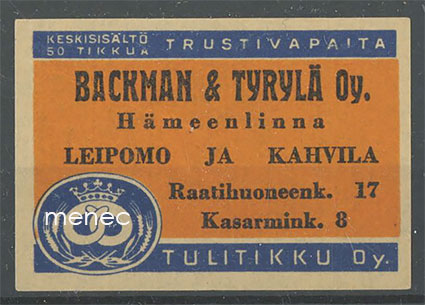 KESKISISÄLTÖ
50 TIKKUA
TRUSTIVAPAITA
BACKMAN & TYRYLÄ Oy.
Hämeenlinna
LEIPOMO JA KAHVILA
Raatihuoneenk. 17
Kasarmink. 8
menec
TULITIKKU Oy.